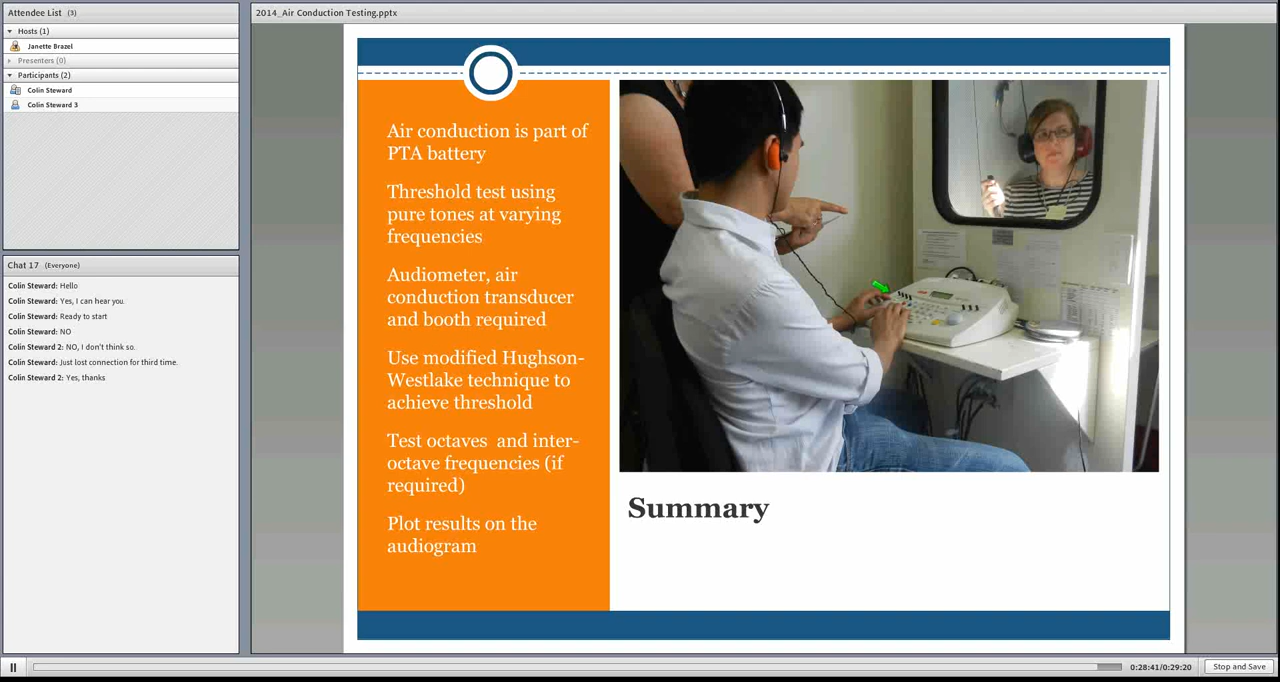 Attendee List (3)
2014_Air Conduction Testing.pptx
Hosts (1)
Janette Brazel
Presenters (0)
Participants (2)
Colin Steward
Colin Steward 3
Chat 17 (Everyone)
Colin Steward: Hello
Colin Steward: Yes, I can hear you.
Colin Steward: Ready to start
Colin Steward: NO
Colin Steward 2: NO, I don't think so.
Colin Steward: Just lost connection for third time.
Colin Steward 2: Yes, thanks
Air conduction is part of
PTA battery
Threshold test using
pure tones at varying
frequencies
Audiometer, air
conduction transducer
and booth required
Use modified Hughson-
Westlake technique to
achieve threshold
Test octaves and inter-
octave frequencies (if
required)
Plot results on the
audiogram
Summary
0:28:41/0:29:20
Stop and Save